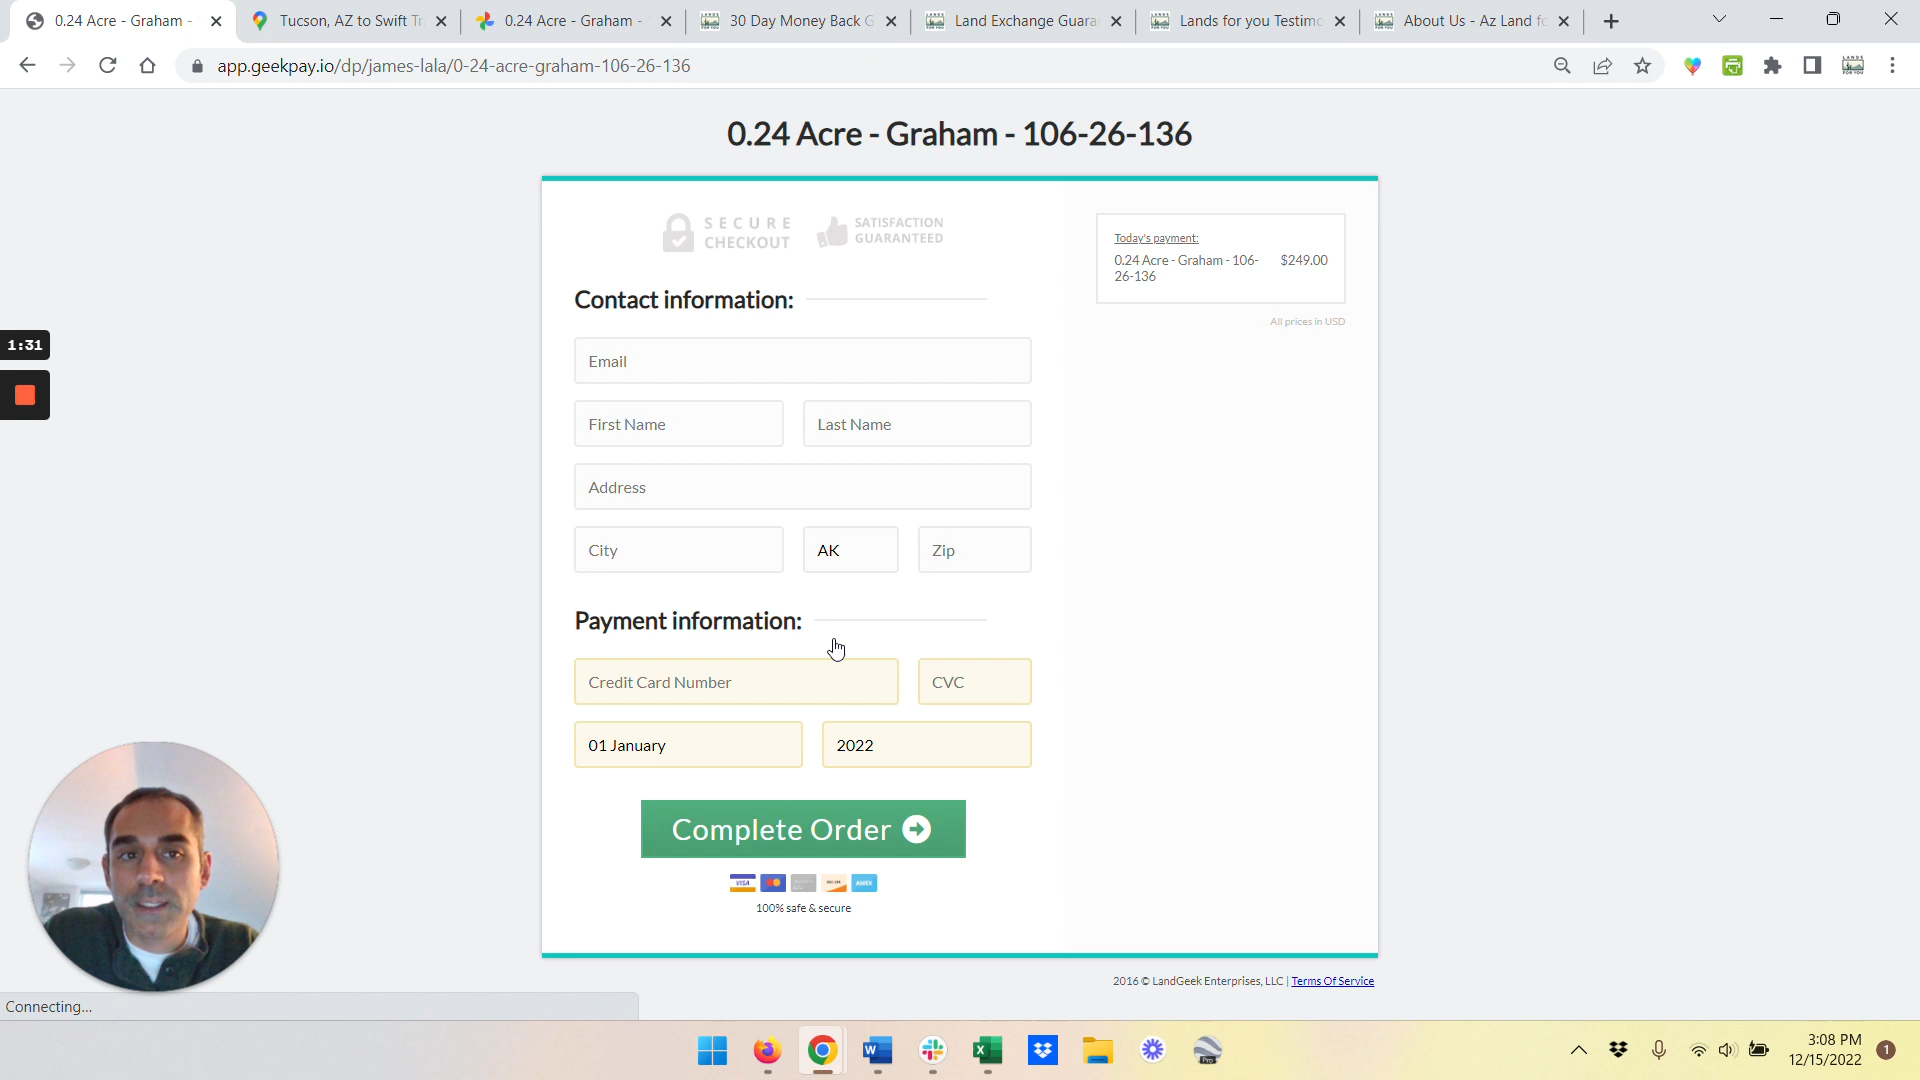 0.24 Acre - Graham -
Tucson, AZ to Swift Tr
0.24 Acre - Graham -
30 Day Money Back G
Land Exchange Guara
Lands for you Testimo
About Us - Az Land fo
app.geekpay.io/dp/james-lala/0-24-acre-graham-106-26-136
0.24 Acre - Graham - 106-26-136
SECURE
CHECKOUT
SATISFACTION
GUARANTEED
Today's payment:
0.24 Acre - Graham - 106-
26-136
$249.00
All prices in USD
Contact information:
Email
First Name
Last Name
Address
City
AK
Zip
Payment information:
Credit Card Number
CVC
01 January
2022
Complete Order
VISA
AMEX
100% safe & secure
2016 © LandGeek Enterprises, LLC | Terms Of Service
1:31
Connecting...
3:08 PM
12/15/2022
1